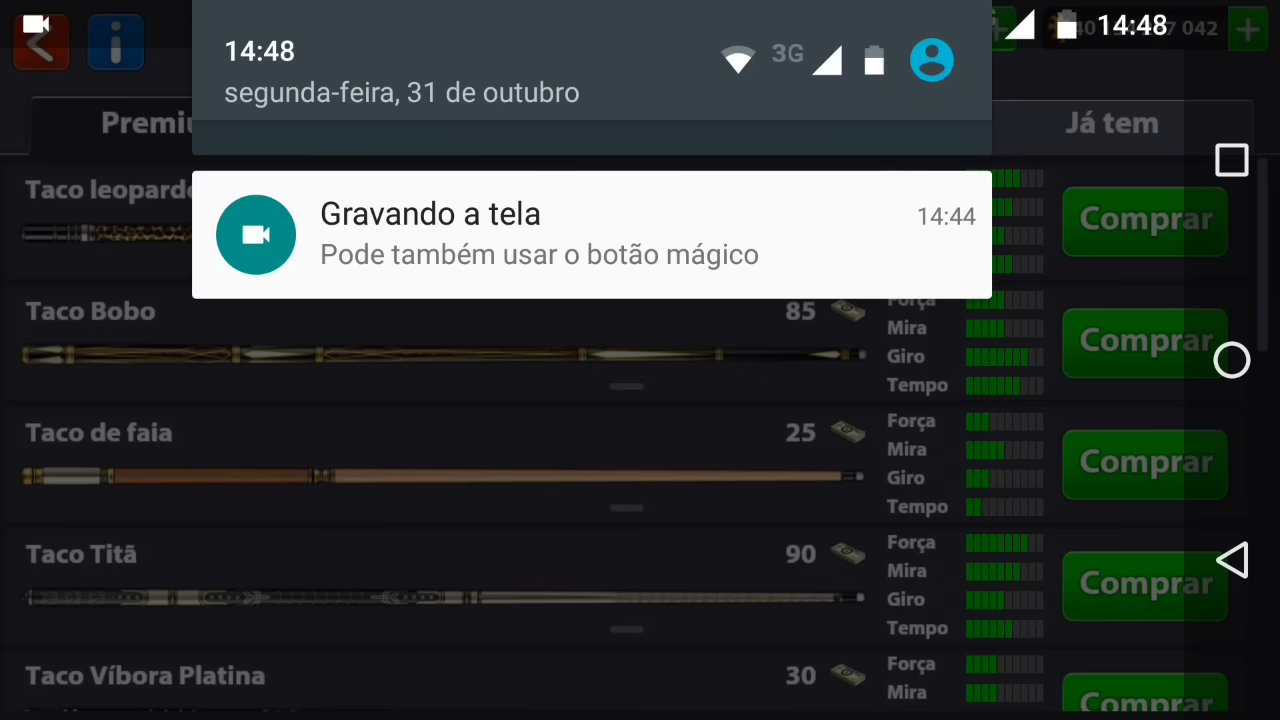 14:48
042
14:48
3G
segunda-feira, 31 de outubro
Já tem
Taco leopardo
Comprar
Gravando a tela
14:44
Pode também usar o botão mágico
Taco Bobo
85
Força
Mira
Giro
Tempo
Comprar
Taco de faia
25
Força
Mira
Giro
Tempo
Comprar
Taco Titã
90
Força
Mira
Giro
Tempo
Comprar
Taco Víbora Platina
30
Força
Mira
Comprar